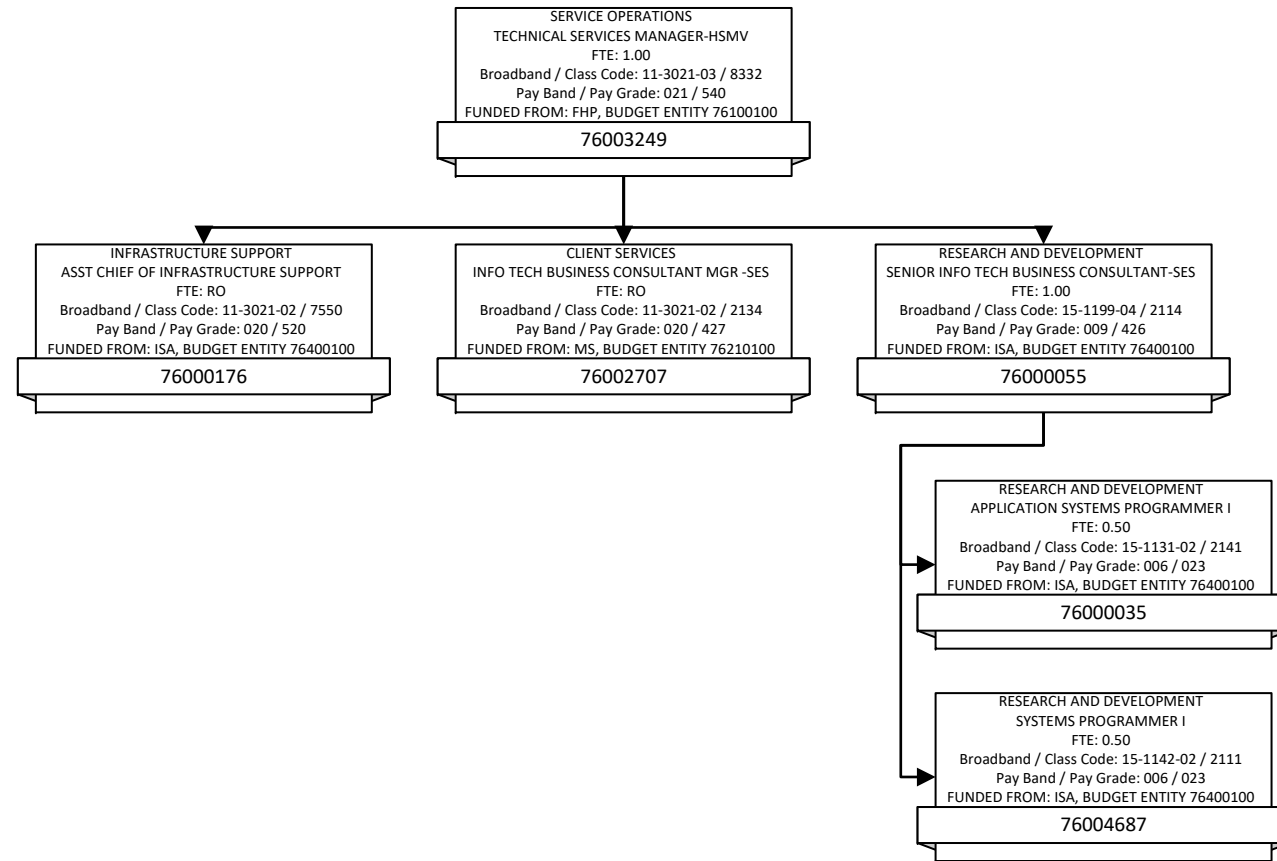 SERVICE OPERATIONS
TECHNICAL SERVICES MANAGER-HSMV
FTE: 1.00
Broadband / Class Code: 11-3021-03 / 8332
Pay Band / Pay Grade: 021 / 540
FUNDED FROM: FHP, BUDGET ENTITY 76100100
76003249
INFRASTRUCTURE SUPPORT
ASST CHIEF OF INFRASTRUCTURE SUPPORT
FTE: RO
Broadband / Class Code: 11-3021-02 / 7550
Pay Band / Pay Grade: 020 / 520
FUNDED FROM: ISA, BUDGET ENTITY 76400100
76000176
CLIENT SERVICES
INFO TECH BUSINESS CONSULTANT MGR -SES
FTE: RO
Broadband / Class Code: 11-3021-02 / 2134
Pay Band / Pay Grade: 020 / 427
FUNDED FROM: MS, BUDGET ENTITY 76210100
76002707
RESEARCH AND DEVELOPMENT
SENIOR INFO TECH BUSINESS CONSULTANT-SES
FTE: 1.00
Broadband / Class Code: 15-1199-04 / 2114
Pay Band / Pay Grade: 009 / 426
FUNDED FROM: ISA, BUDGET ENTITY 76400100
76000055
RESEARCH AND DEVELOPMENT
APPLICATION SYSTEMS PROGRAMMER I
FTE: 0.50
Broadband / Class Code: 15-1131-02 / 2141
Pay Band / Pay Grade: 006 / 023
FUNDED FROM: ISA, BUDGET ENTITY 76400100
76000035
RESEARCH AND DEVELOPMENT
SYSTEMS PROGRAMMER I
FTE: 0.50
Broadband / Class Code: 15-1142-02 / 2111
Pay Band / Pay Grade: 006 / 023
FUNDED FROM: ISA, BUDGET ENTITY 76400100
76004687